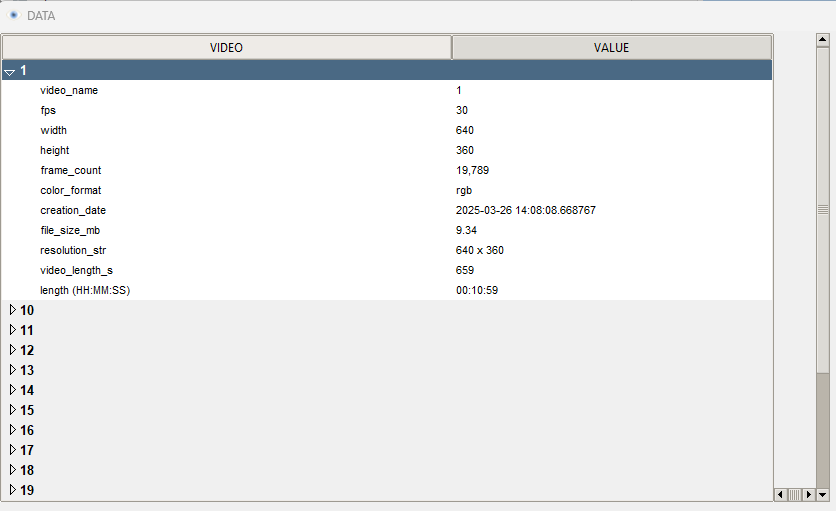 DATA
VIDEO VALUE
1
video_name 1
fps 30
width 640
height 360
frame_count 19,789
color_format rgb
creation_date 2025-03-26 14:08:08.668767
file_size_mb 9.34
resolution_str 640 x 360
video_length_s 659
length (HH:MM:SS) 00:10:59
10
11
12
13
14
15
16
17
18
19